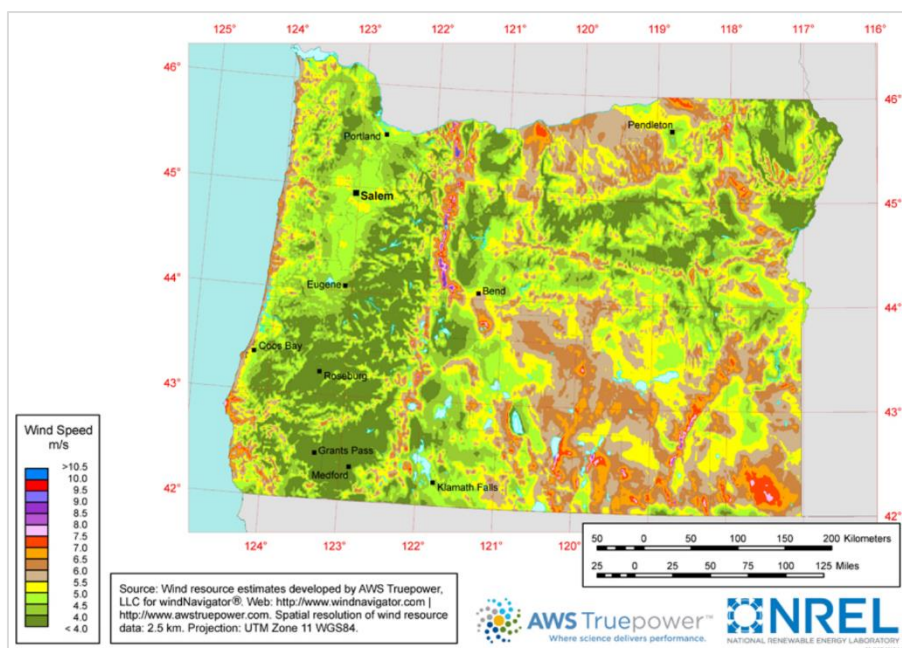 125° 124° 123° 122° 121° 120° 119° 118° 117° 116°
46°
46°
Pendleton
Portland
45°
45°
Salem
44°
44°
Eugene
Bend
Coos Bay
43°
43°
Roseburg
Grants Pass
Medford
Klamath Falls
42°
42°
124° 123° 122° 121° 120°
Wind Speed
m/s
>10.5
10.0
9.5
9.0
8.5
8.0
7.5
7.0
6.5
6.0
5.5
5.0
4.5
4.0
< 4.0
50 0 50 100 150 200 Kilometers
25 0 25 50 75 100 125 Miles
Source: Wind resource estimates developed by AWS Truepower,
LLC for windNavigator®. Web: http://www.windnavigator.com |
http://www.awstruepower.com. Spatial resolution of wind resource
data: 2.5 km. Projection: UTM Zone 11 WGS84.
AWS Truepower™
Where science delivers performance.
NREL
NATIONAL RENEWABLE ENERGY LABORATORY